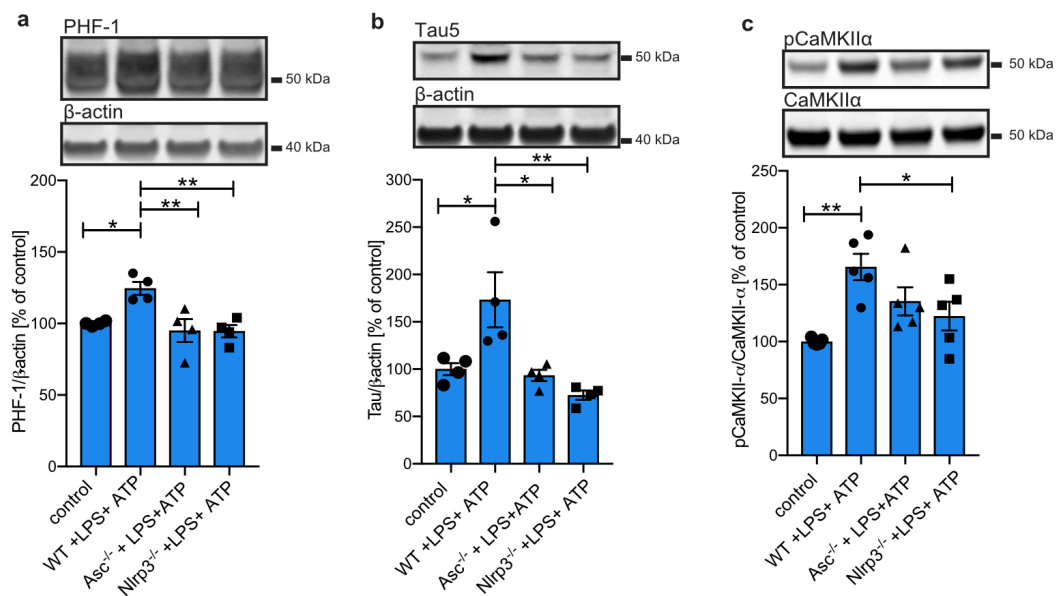 a
PHF-1
50 kDa
β-actin
40 kDa
PHF-1/β-actin [% of control]
200
150
100
50
0
*
**
**
control
WT +LPS+ ATP
Asc-/- + LPS+ATP
Nlrp3-/- +LPS+ ATP
b
Tau5
50 kDa
β-actin
40 kDa
Tau/β-actin [% of control]
300
250
200
150
100
50
0
*
**
*
control
WT +LPS+ ATP
Asc-/- + LPS+ATP
Nlrp3-/- +LPS+ ATP
c
pCaMKIIα
50 kDa
CaMKIIα
50 kDa
pCaMKII-α/CaMKII-α [% of control]
250
200
150
100
50
0
**
*
control
WT +LPS+ ATP
Asc-/- + LPS+ATP
Nlrp3-/- +LPS+ ATP